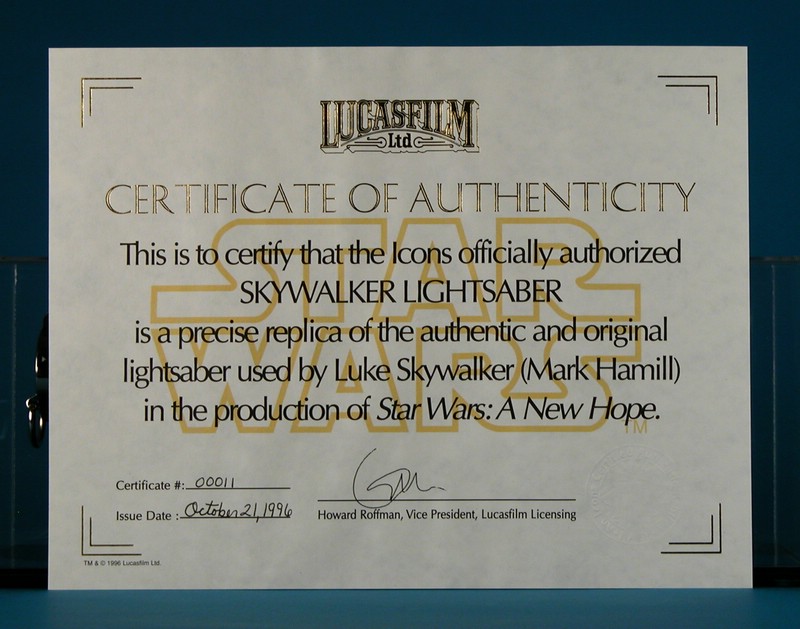 LUCASFILM
Ltd
CERTIFICATE OF AUTHENTICITY
STAR
WARS
TM
This is to certify that the Icons officially authorized
SKYWALKER LIGHTSABER
is a precise replica of the authentic and original
lightsaber used by Luke Skywalker (Mark Hamill)
in the production of Star Wars: A New Hope.
Certificate #: 00011
Issue Date : October 21, 1996
Howard Roffman, Vice President, Lucasfilm Licensing
TM & © 1996 Lucasfilm Ltd.